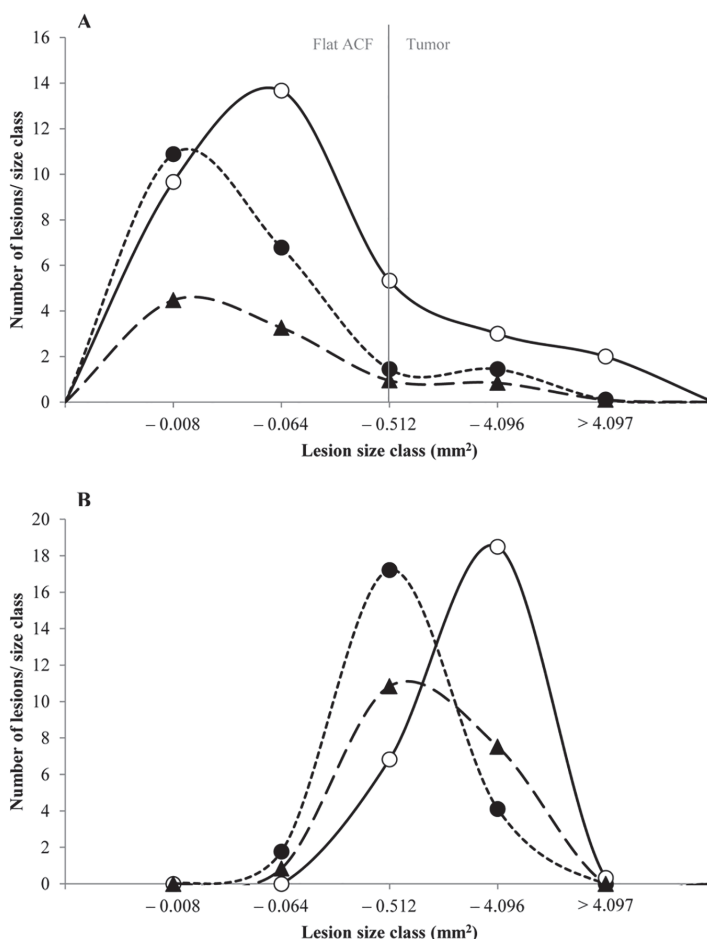 A
Flat ACF Tumor
Number of lesions/ size class
16
14
12
10
8
6
4
2
0
– 0.008 – 0.064 – 0.512 – 4.096 > 4.097
Lesion size class (mm²)
B
Number of lesions/ size class
20
18
16
14
12
10
8
6
4
2
0
– 0.008 – 0.064 – 0.512 – 4.096 > 4.097
Lesion size class (mm²)